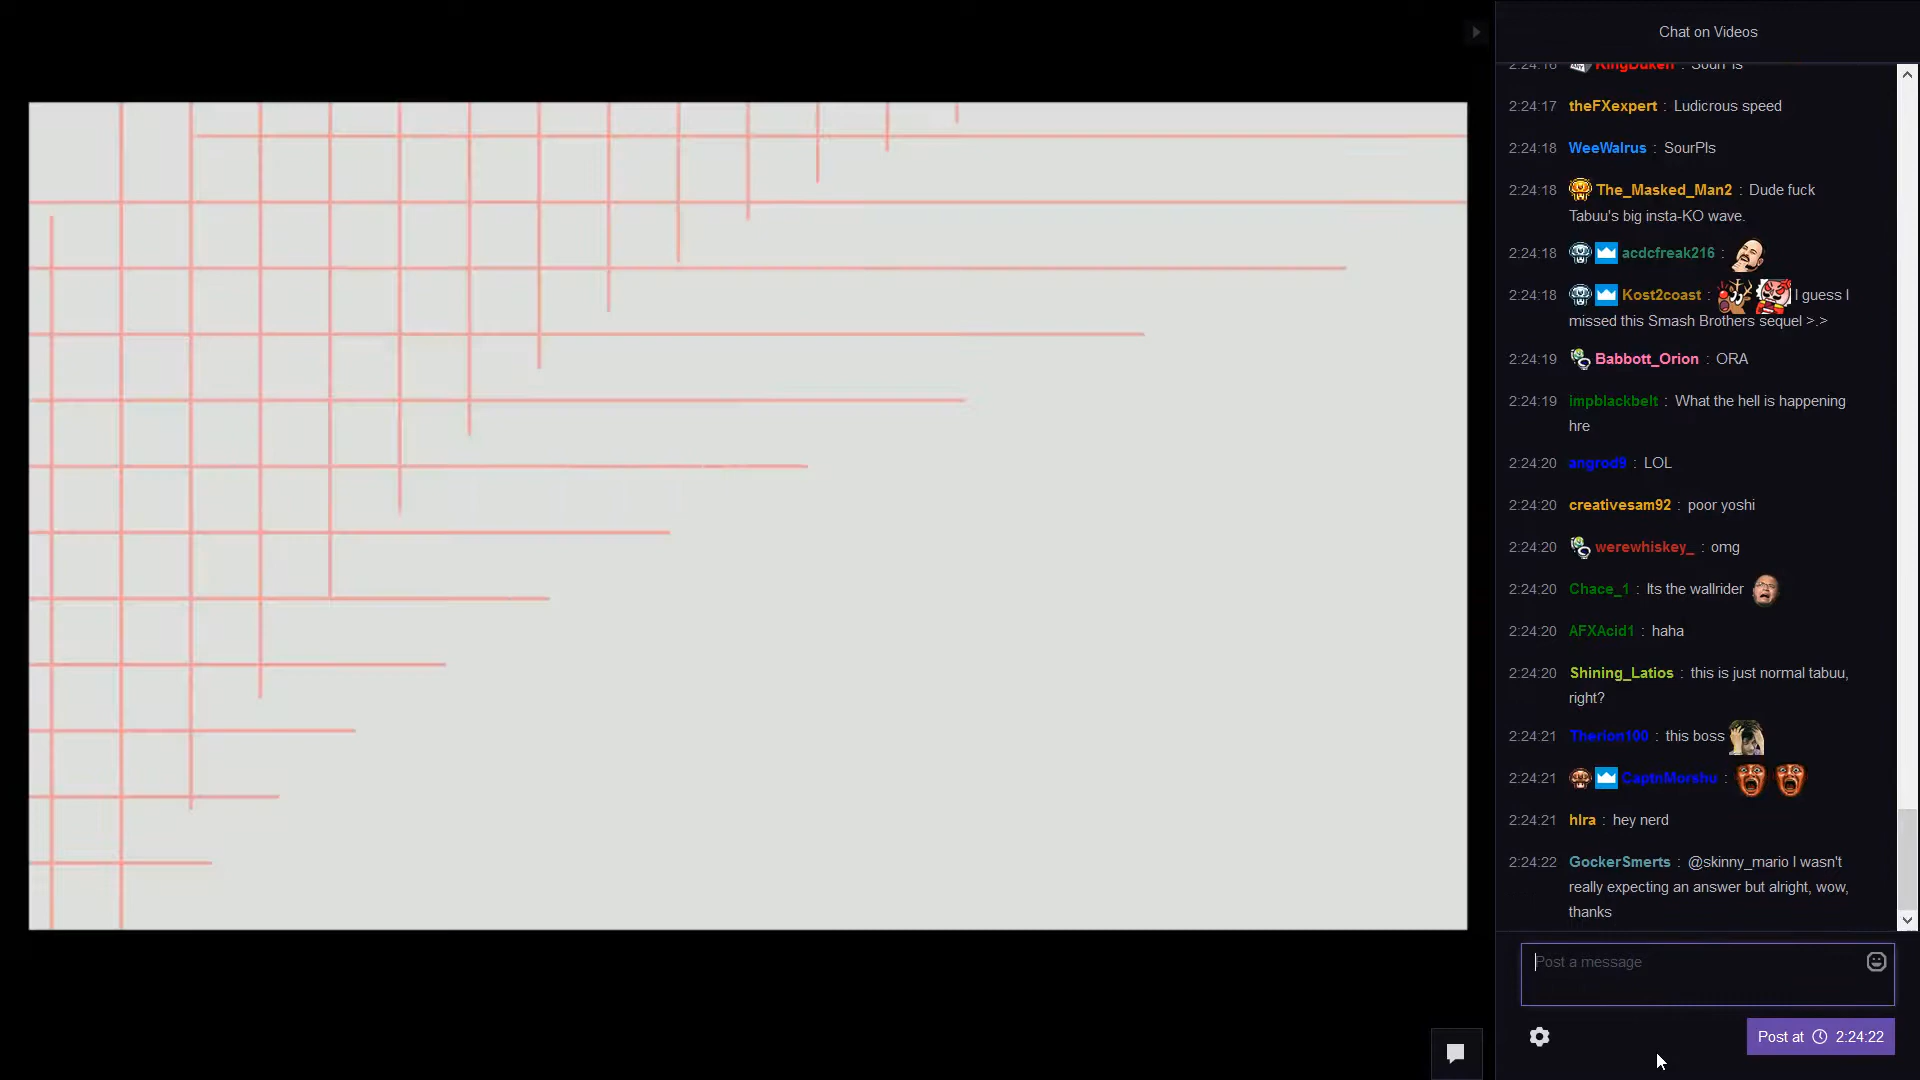 Chat on Videos
2:24:16 KingDuken : SourPls
2:24:17 theFXexpert : Ludicrous speed
2:24:18 WeeWalrus : SourPls
2:24:18 The_Masked_Man2 : Dude fuck
Tabuu's big insta-KO wave.
2:24:18 acdcfreak216 :
2:24:18 Kost2coast : I guess I
missed this Smash Brothers sequel >.>
2:24:19 Babbott_Orion : ORA
2:24:19 impblackbelt : What the hell is happening
hre
2:24:20 angrod9 : LOL
2:24:20 creativesam92 : poor yoshi
2:24:20 werewhiskey_ : omg
2:24:20 Chace_1 : Its the wallrider
2:24:20 AFXAcid1 : haha
2:24:20 Shining_Latios : this is just normal tabuu,
right?
2:24:21 Therion100 : this boss
2:24:21 CaptnMorshu :
2:24:21 hlra : hey nerd
2:24:22 GockerSmerts : @skinny_mario I wasn't
really expecting an answer but alright, wow,
thanks
Post a message
Post at 2:24:22